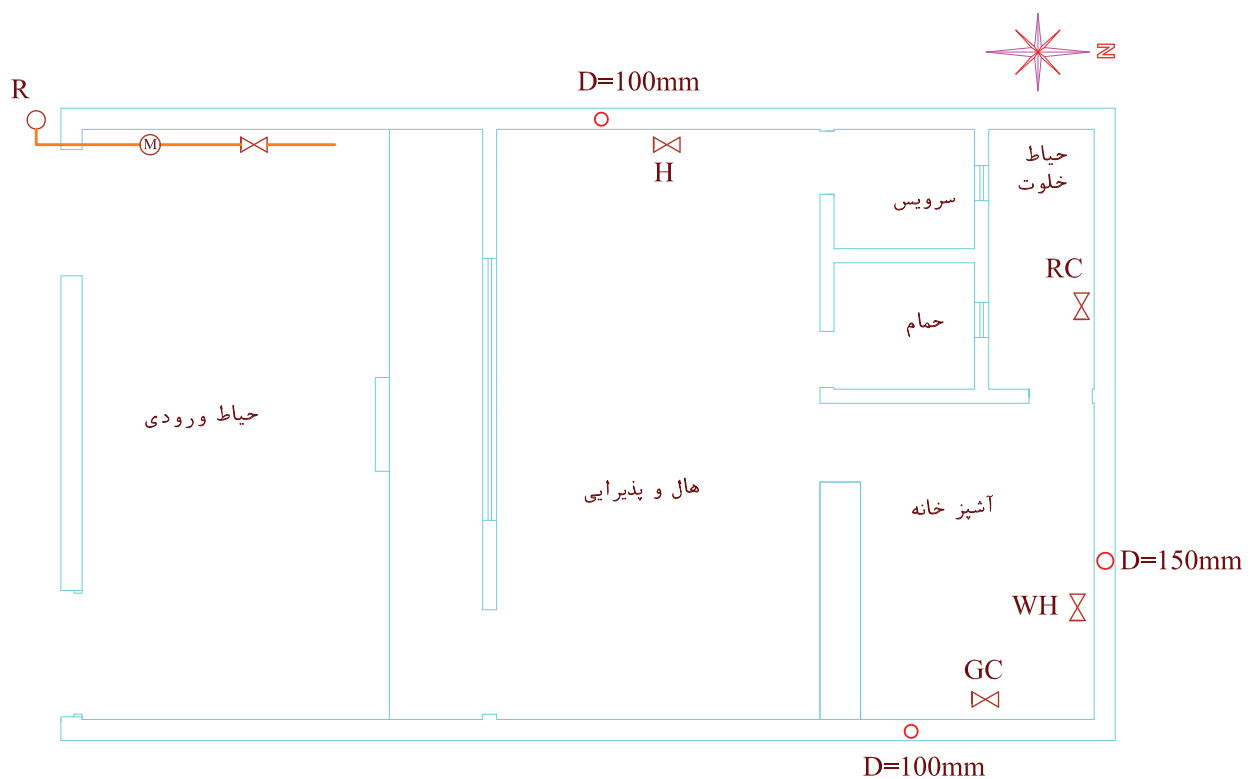 N
D=100mm
R
M
H
حیاط
خلوت
سرویس
RC
حمام
حیاط ورودی
هال و پذیرایی
آشپز خانه
D=150mm
WH
GC
D=100mm